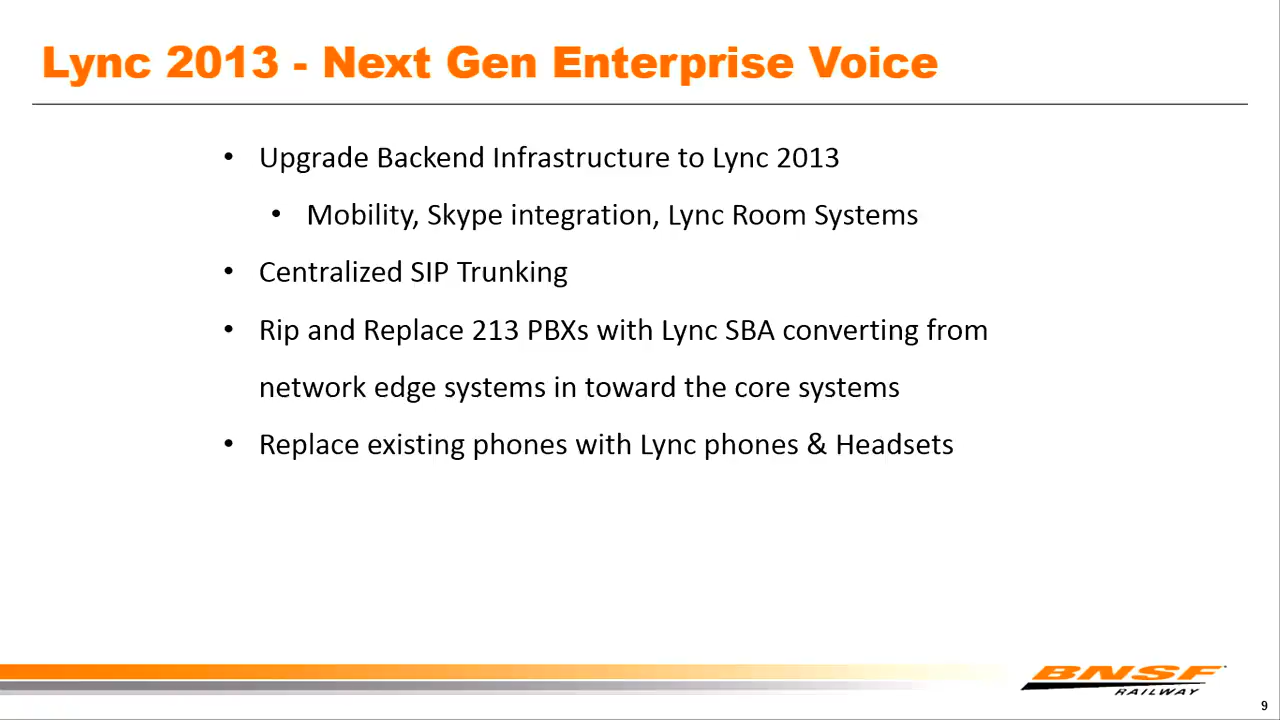 Lync 2013 - Next Gen Enterprise Voice
• Upgrade Backend Infrastructure to Lync 2013
• Mobility, Skype integration, Lync Room Systems
• Centralized SIP Trunking
• Rip and Replace 213 PBXs with Lync SBA converting from
network edge systems in toward the core systems
• Replace existing phones with Lync phones & Headsets
BNSF
RAILWAY
9